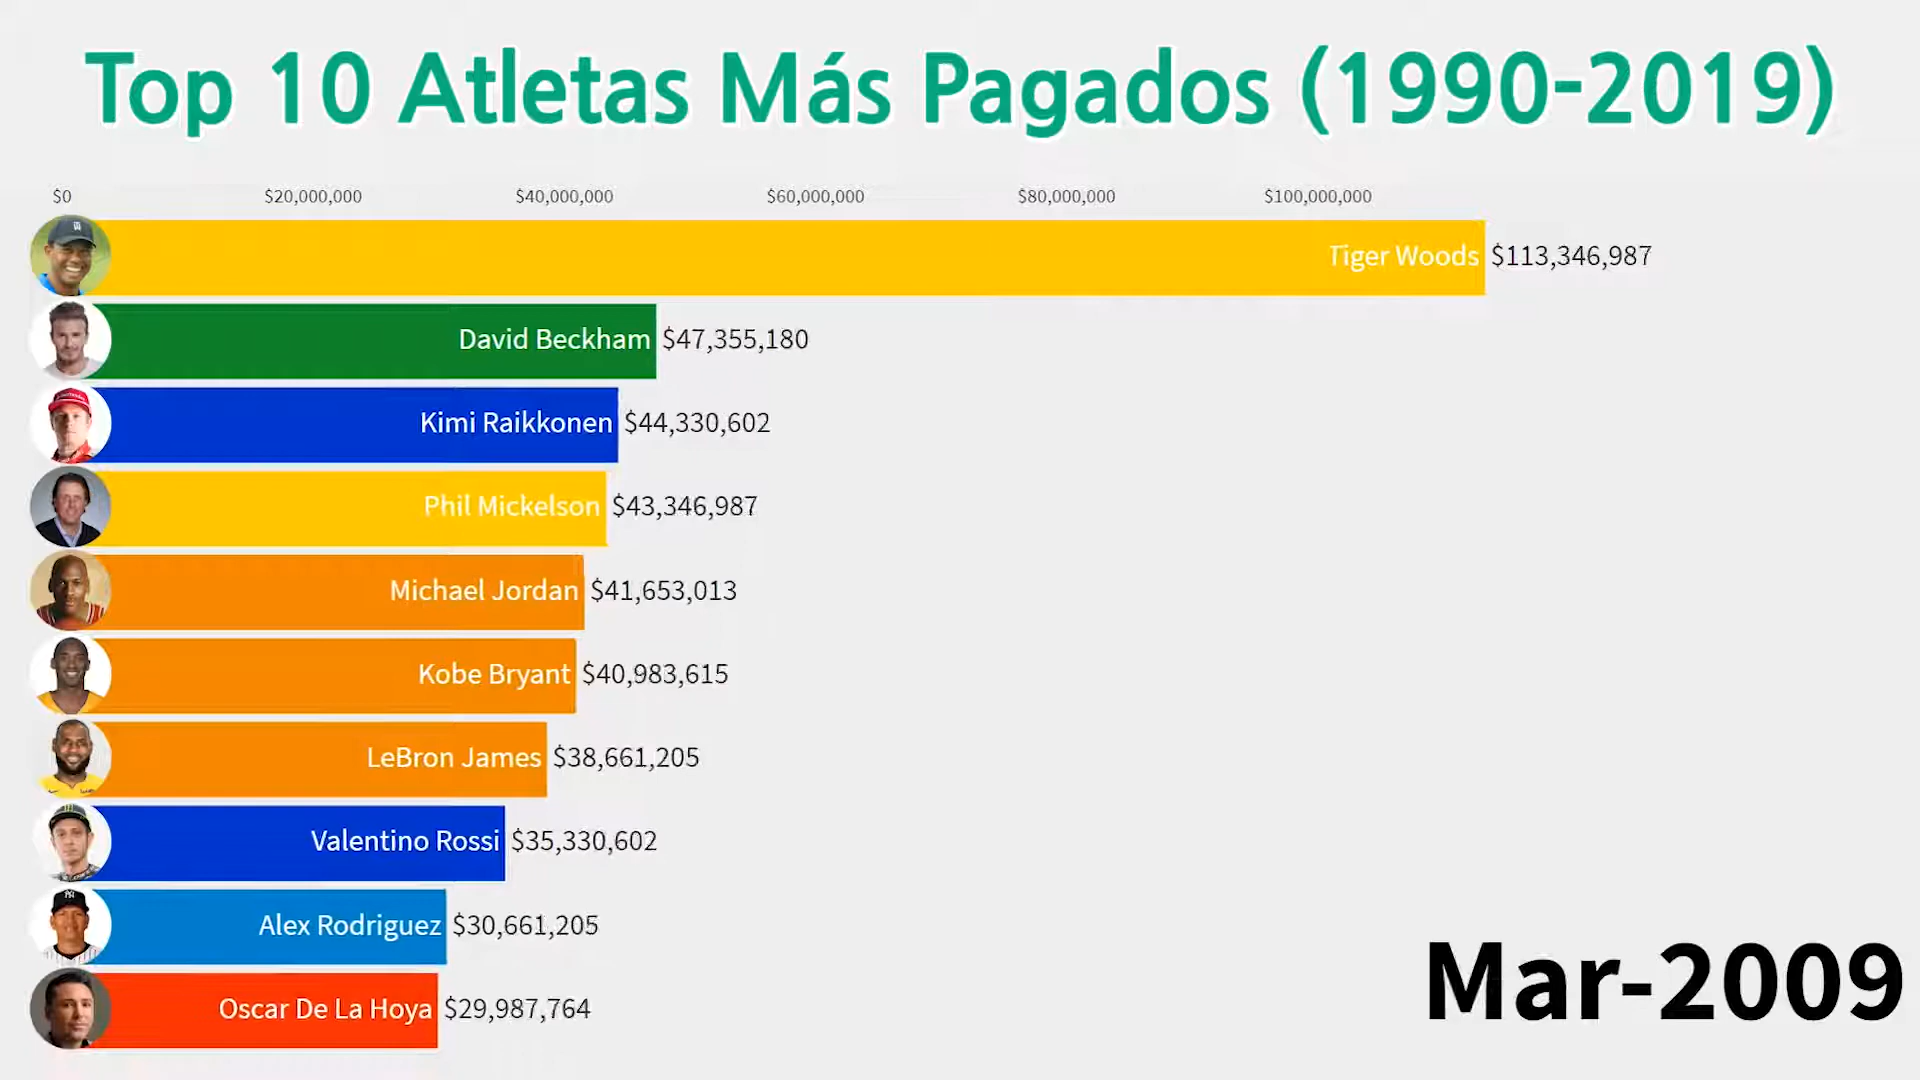 Top 10 Atletas Más Pagados (1990-2019)
$0 $20,000,000 $40,000,000 $60,000,000 $80,000,000 $100,000,000
Tiger Woods $113,346,987
David Beckham $47,355,180
Kimi Raikkonen $44,330,602
Phil Mickelson $43,346,987
Michael Jordan $41,653,013
Kobe Bryant $40,983,615
LeBron James $38,661,205
Valentino Rossi $35,330,602
Alex Rodriguez $30,661,205
Oscar De La Hoya $29,987,764
Mar-2009